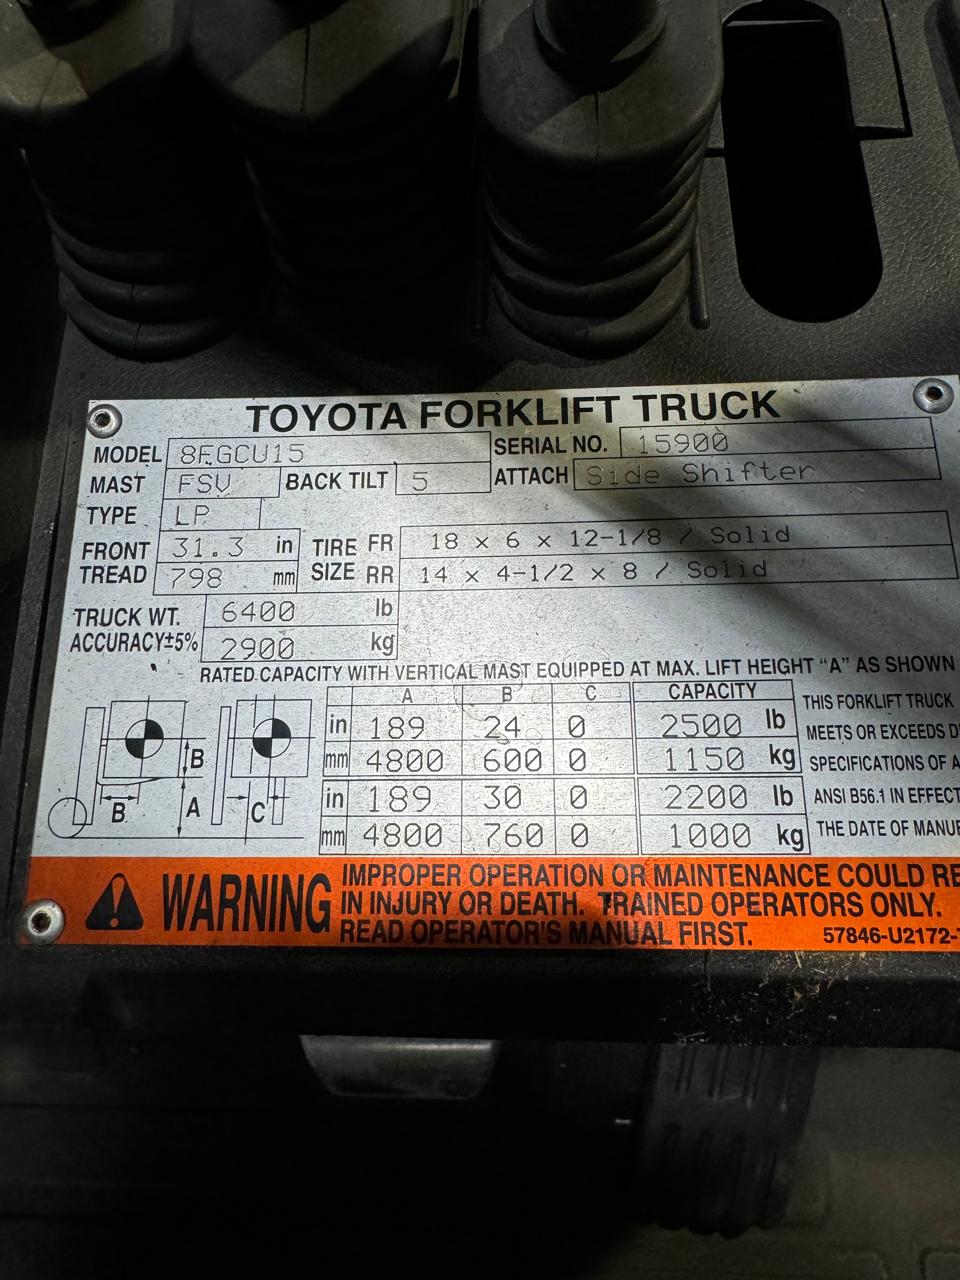 TOYOTA FORKLIFT TRUCK
MODEL 8FGCU15 SERIAL NO. 15900
MAST FSV BACK TILT 5 ATTACH Side Shifter
TYPE LP
FRONT TREAD 31.3 in TIRE SIZE FR 18 x 6 x 12-1/8 / Solid
798 mm RR 14 x 4-1/2 x 8 / Solid
TRUCK WT. 6400 lb
ACCURACY±5% 2900 kg
RATED CAPACITY WITH VERTICAL MAST EQUIPPED AT MAX. LIFT HEIGHT "A" AS SHOWN
A B C CAPACITY
in 189 24 0 2500 lb
mm 4800 600 0 1150 kg
in 189 30 0 2200 lb
mm 4800 760 0 1000 kg
B
B A C
THIS FORKLIFT TRUCK
MEETS OR EXCEEDS
SPECIFICATIONS OF
ANSI B56.1 IN EFFECT
THE DATE OF
WARNING
IMPROPER OPERATION OR MAINTENANCE COULD
IN INJURY OR DEATH. TRAINED OPERATORS ONLY.
READ OPERATOR'S MANUAL FIRST. 57846-U2172-